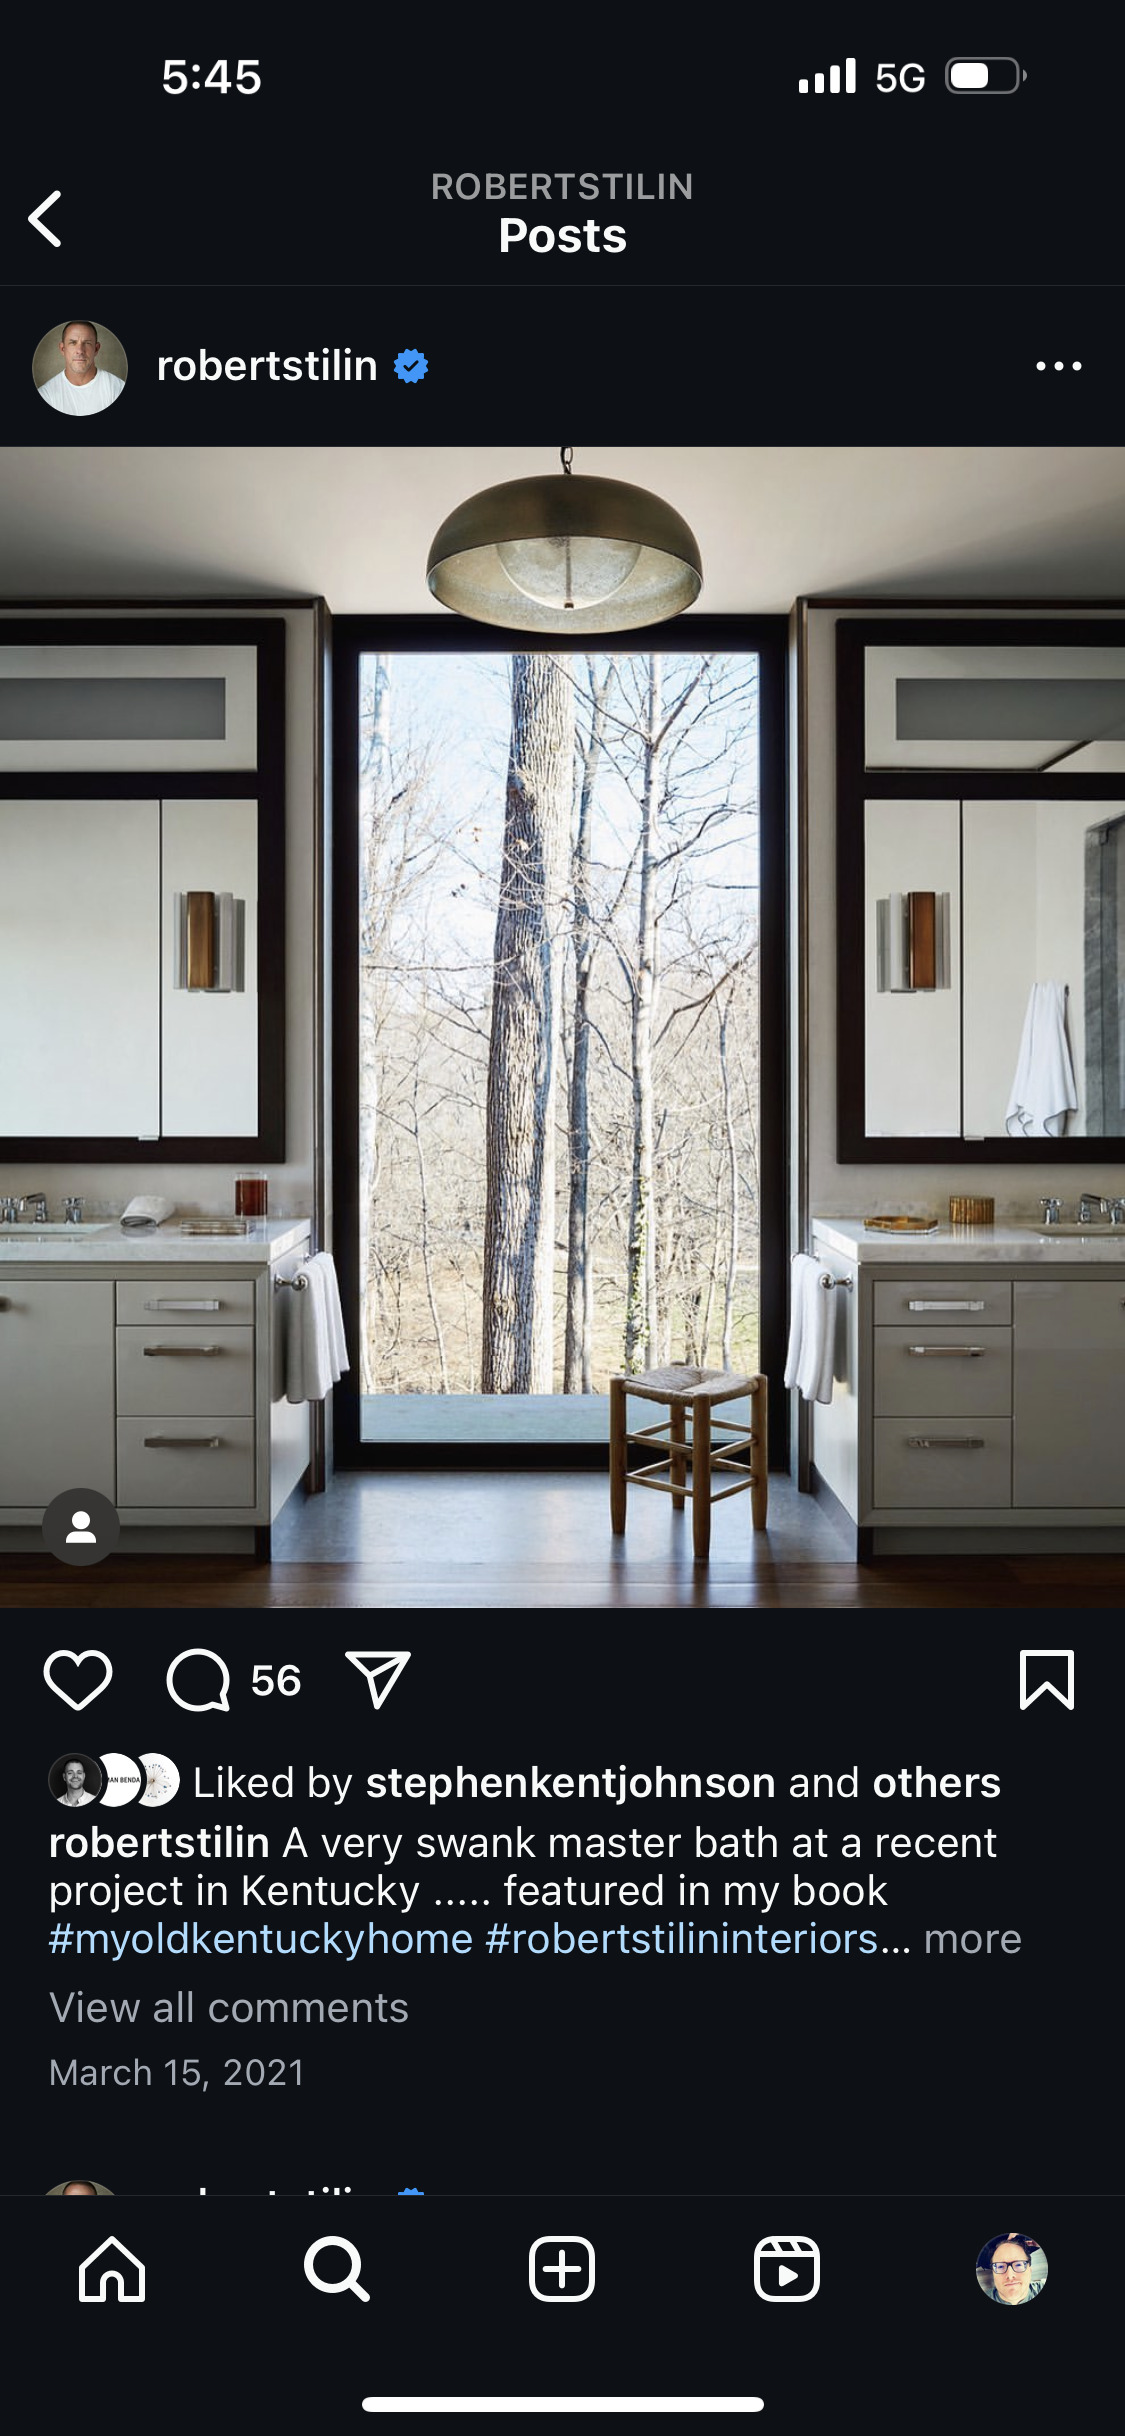 5:45
5G
ROBERTSTILIN
Posts
robertstilin
56
Liked by stephenkentjohnson and others
robertstilin A very swank master bath at a recent
project in Kentucky ..... featured in my book
#myoldkentuckyhome #robertstilininteriors... more
View all comments
March 15, 2021